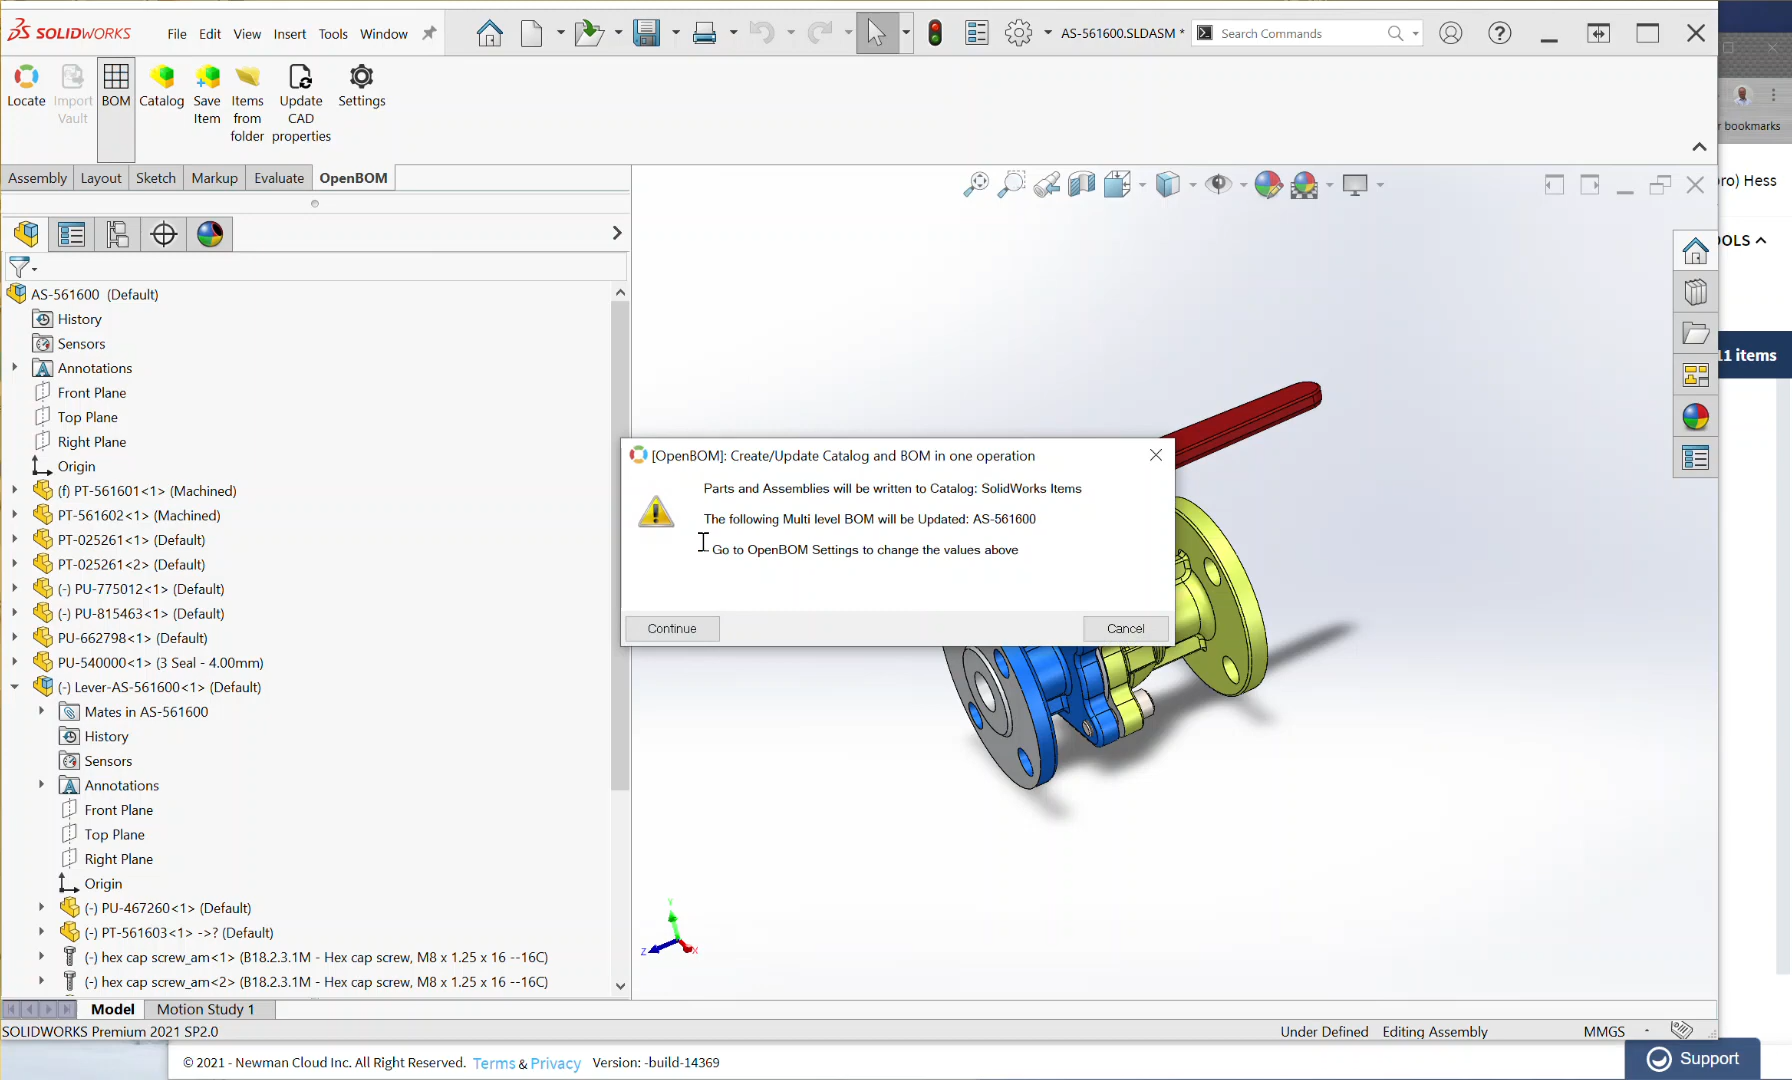 SOLIDWORKS File Edit View Insert Tools Window AS-561600.SLDASM * Search Commands
Locate Import Vault BOM Catalog Save Item Items from folder Update CAD properties Settings
r bookmarks
Assembly Layout Sketch Markup Evaluate OpenBOM
ro) Hess
OOLS
AS-561600 (Default)
History
Sensors
Annotations
11 items
Front Plane
Top Plane
Right Plane
Origin
(f) PT-561601<1> (Machined)
PT-561602<1> (Machined)
PT-025261<1> (Default)
PT-025261<2> (Default)
(-) PU-775012<1> (Default)
(-) PU-815463<1> (Default)
PU-662798<1> (Default)
PU-540000<1> (3 Seal - 4.00mm)
(-) Lever-AS-561600<1> (Default)
Mates in AS-561600
History
Sensors
Annotations
Front Plane
Top Plane
Right Plane
Origin
(-) PU-467260<1> (Default)
(-) PT-561603<1> ->? (Default)
(-) hex cap screw_am<1> (B18.2.3.1M - Hex cap screw, M8 x 1.25 x 16 --16C)
(-) hex cap screw_am<2> (B18.2.3.1M - Hex cap screw, M8 x 1.25 x 16 --16C)
[OpenBOM]: Create/Update Catalog and BOM in one operation
Parts and Assemblies will be written to Catalog: SolidWorks Items
The following Multi level BOM will be Updated: AS-561600
Go to OpenBOM Settings to change the values above
Continue Cancel
Y
Z X
Model Motion Study 1
SOLIDWORKS Premium 2021 SP2.0 Under Defined Editing Assembly MMGS -
© 2021 - Newman Cloud Inc. All Right Reserved. Terms & Privacy Version: -build-14369 Support